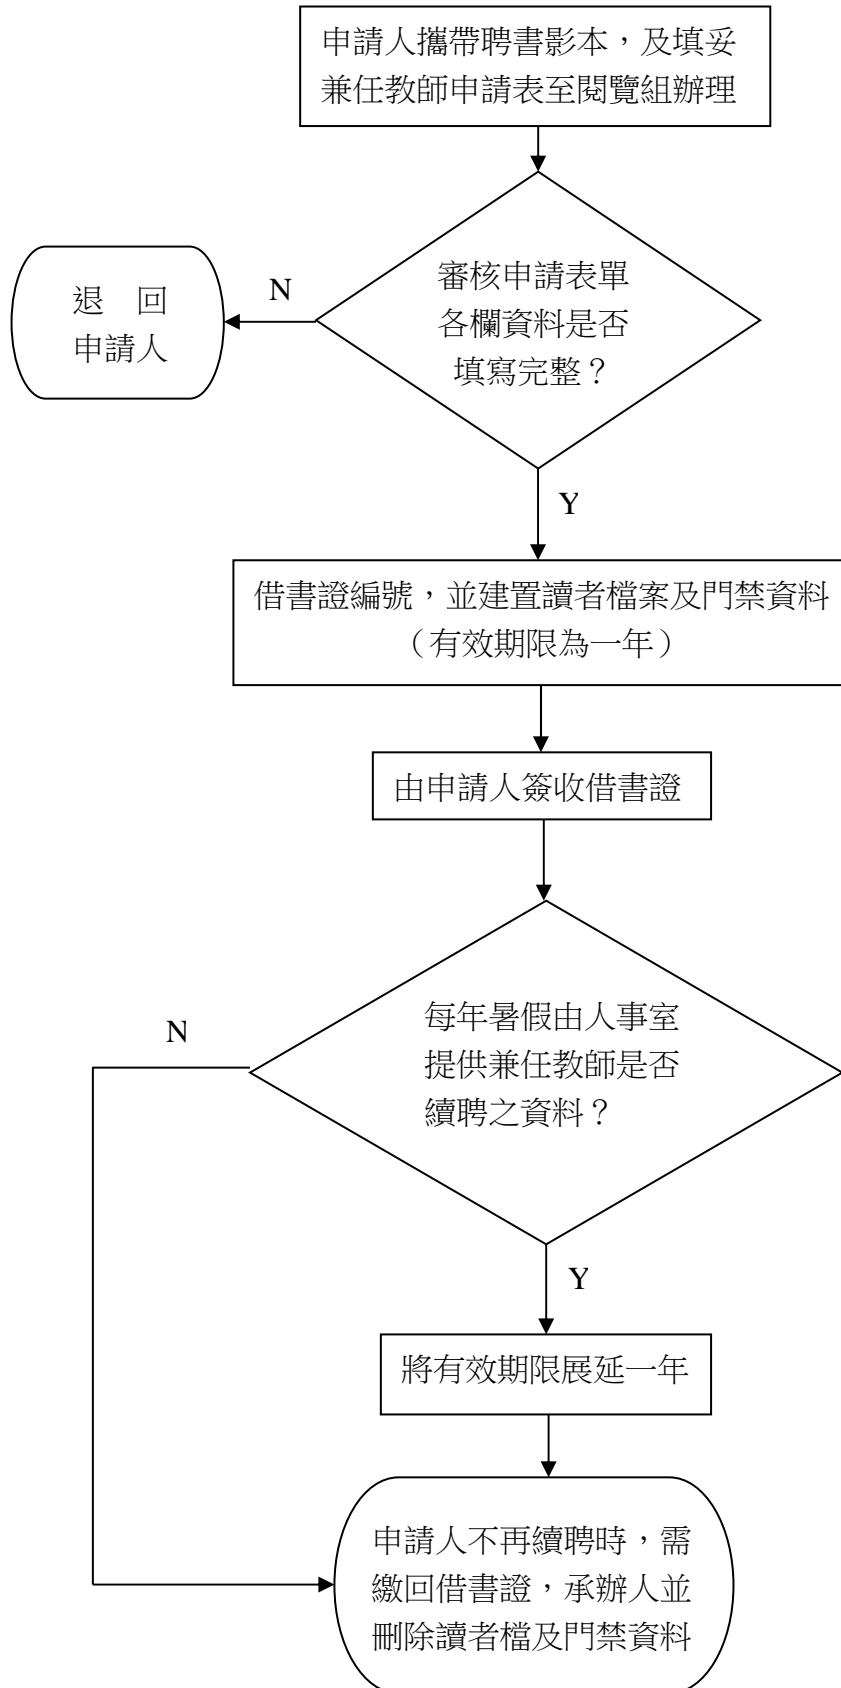 申請人攜帶聘書影本，及填妥
兼任教師申請表至閱覽組辦理
審核申請表單
各欄資料是否
填寫完整？
N
退　回
申請人
Y
借書證編號，並建置讀者檔案及門禁資料
（有效期限為一年）
由申請人簽收借書證
每年暑假由人事室
提供兼任教師是否
續聘之資料？
N
Y
將有效期限展延一年
申請人不再續聘時，需
繳回借書證，承辦人並
刪除讀者檔及門禁資料